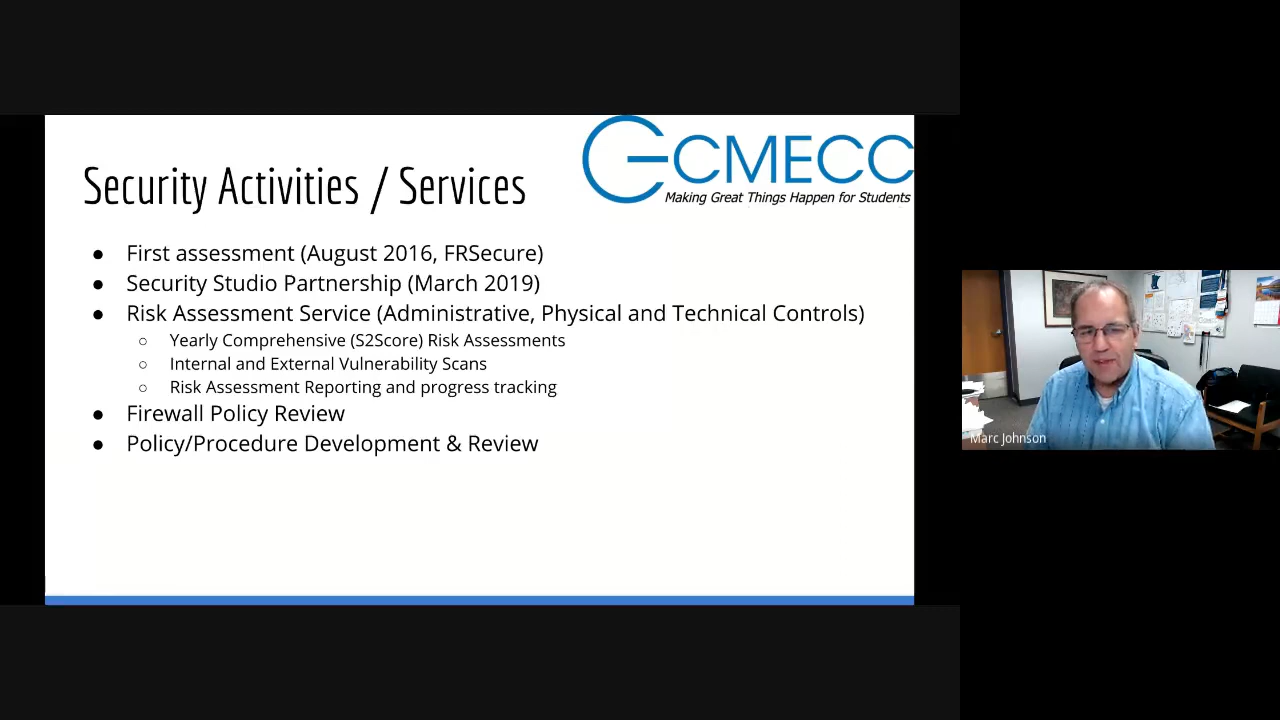 ECMECC
Making Great Things Happen for Students
Security Activities / Services
● First assessment (August 2016, FRSecure)
● Security Studio Partnership (March 2019)
● Risk Assessment Service (Administrative, Physical and Technical Controls)
○ Yearly Comprehensive (S2Score) Risk Assessments
○ Internal and External Vulnerability Scans
○ Risk Assessment Reporting and progress tracking
● Firewall Policy Review
● Policy/Procedure Development & Review
Marc Johnson